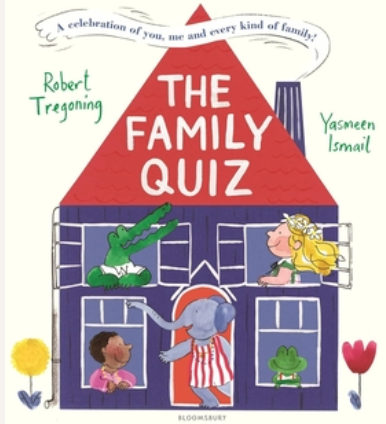 A celebration of you, me and every kind of family!
Robert
Tregoning
THE
FAMILY
QUIZ
Yasmeen
Ismail
BLOOMSBURY